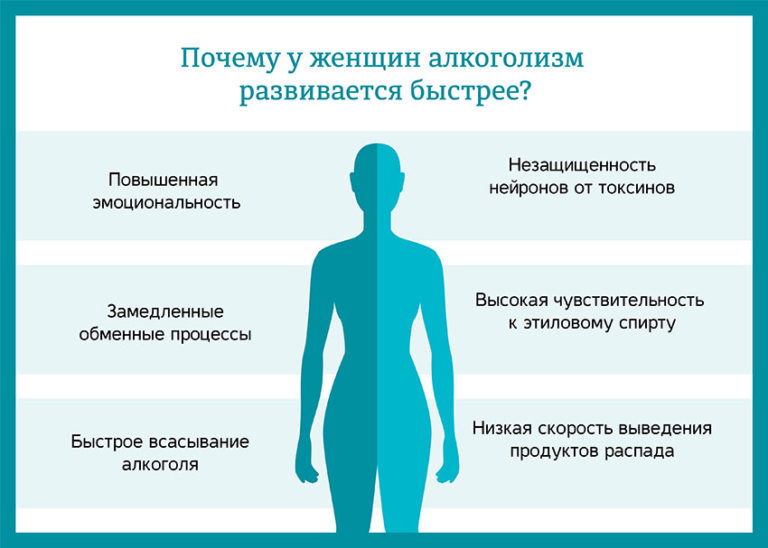 Почему у женщин алкоголизм
развивается быстрее?
Повышенная
эмоциональность
Незащищенность
нейронов от токсинов
Замедленные
обменные процессы
Высокая чувствительность
к этиловому спирту
Быстрое всасывание
алкоголя
Низкая скорость выведения
продуктов распада